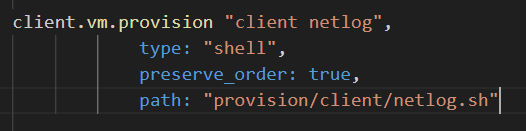 client.vm.provision "client netlog",
type: "shell",
preserve_order: true,
path: "provision/client/netlog.sh"